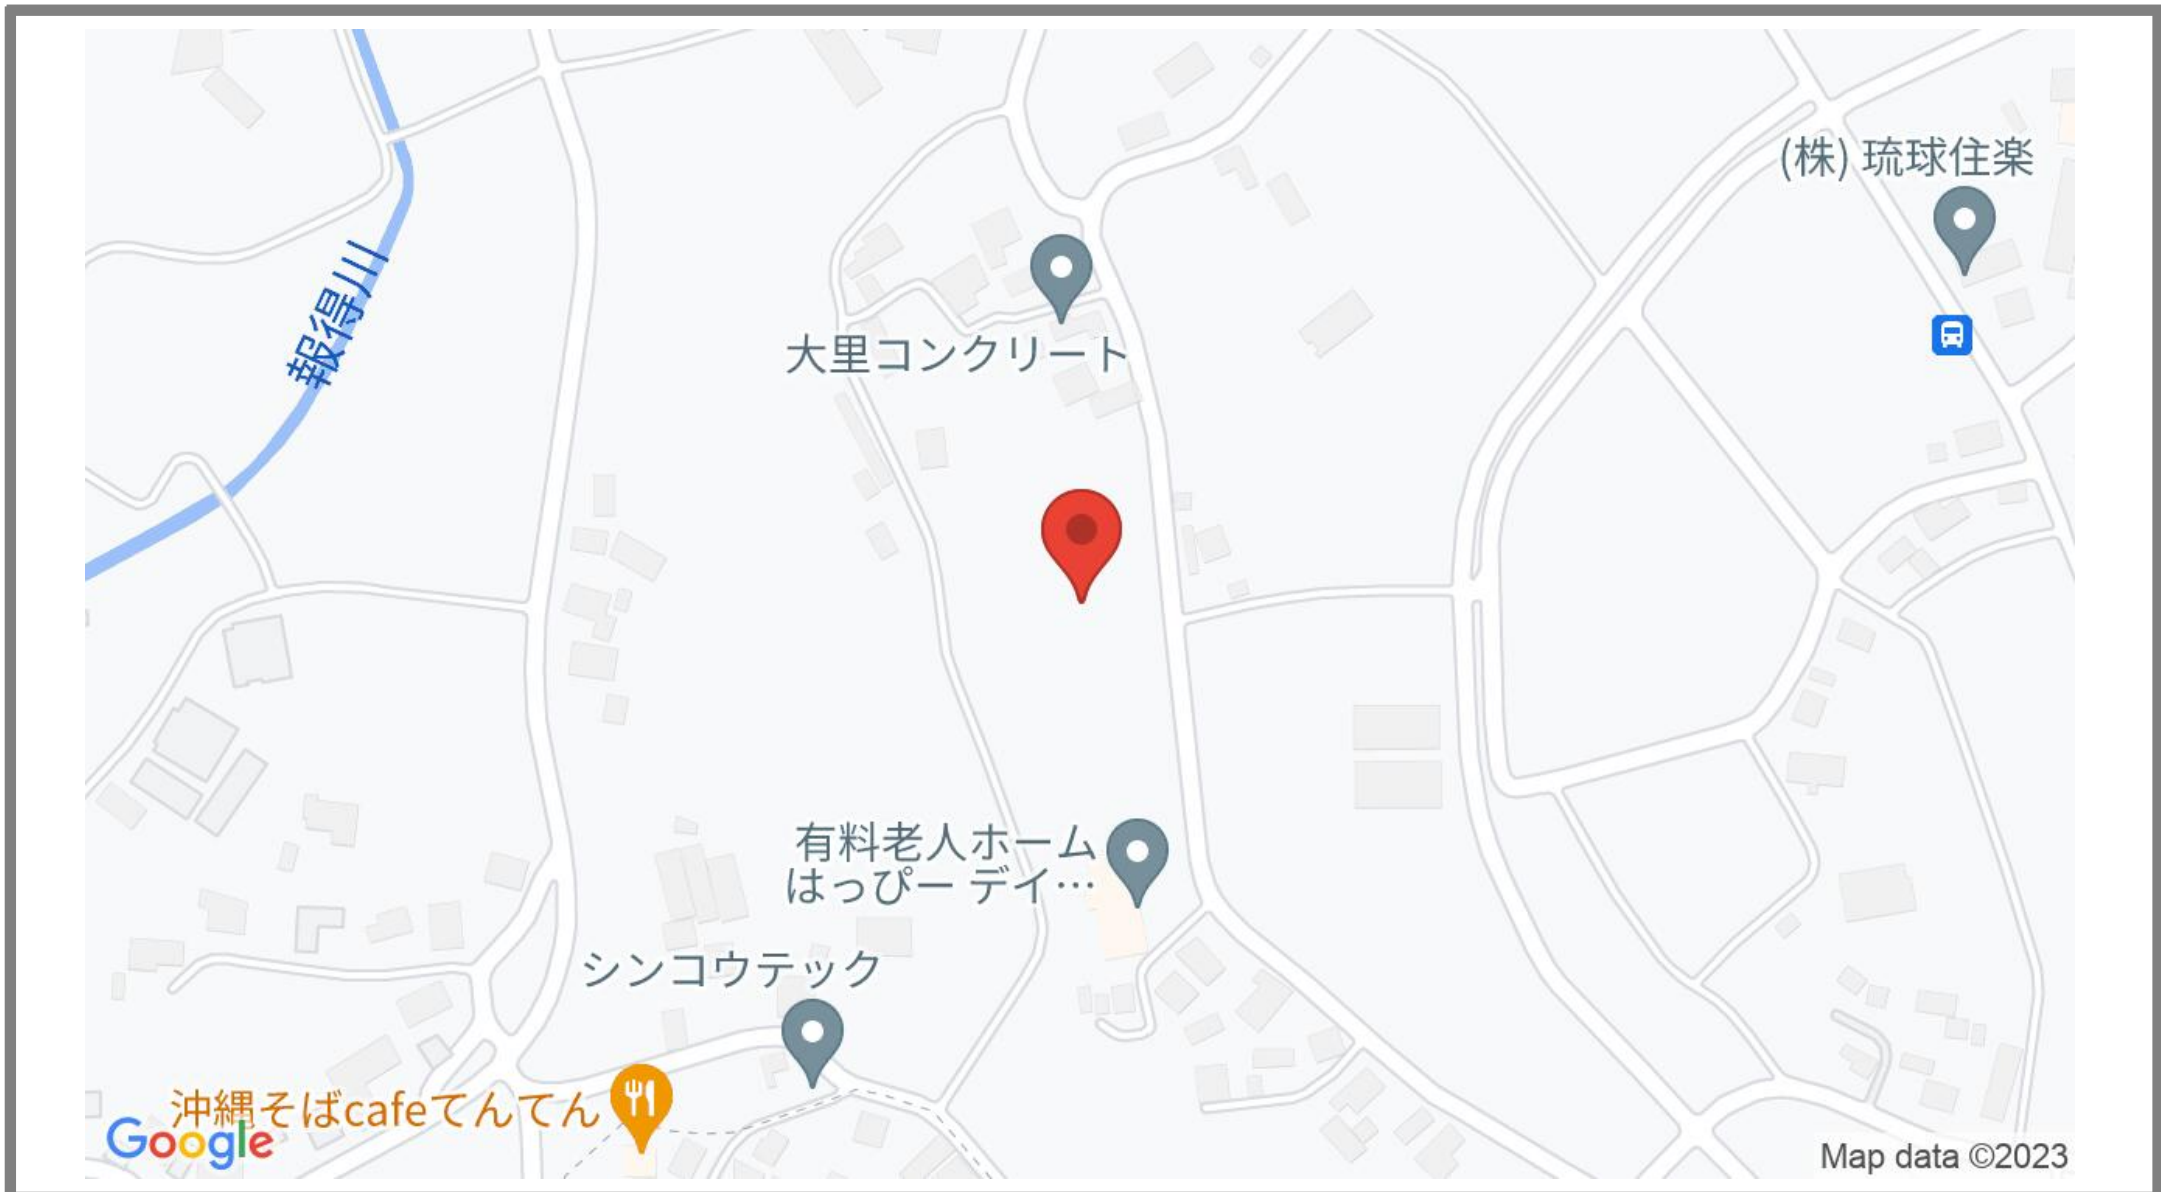 (株) 琉球住楽
報得川
大里コンクリート
有料老人ホーム
はっぴー デイ…
シンコウテック
沖縄そばcafeてんてん
Google
Map data ©2023